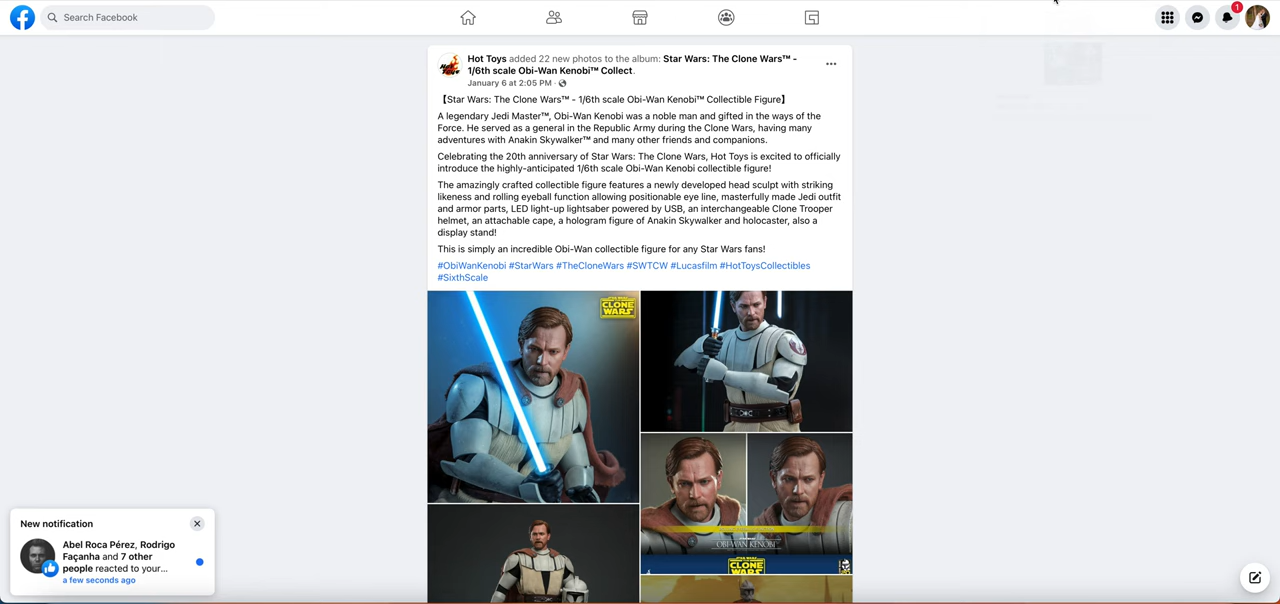 Search Facebook
1
Hot Toys added 22 new photos to the album: Star Wars: The Clone Wars™ -
1/6th scale Obi-Wan Kenobi™ Collect.
January 6 at 2:05 PM ·
【Star Wars: The Clone Wars™ - 1/6th scale Obi-Wan Kenobi™ Collectible Figure】
A legendary Jedi Master™, Obi-Wan Kenobi was a noble man and gifted in the ways of the
Force. He served as a general in the Republic Army during the Clone Wars, having many
adventures with Anakin Skywalker™ and many other friends and companions.
Celebrating the 20th anniversary of Star Wars: The Clone Wars, Hot Toys is excited to officially
introduce the highly-anticipated 1/6th scale Obi-Wan Kenobi collectible figure!
The amazingly crafted collectible figure features a newly developed head sculpt with striking
likeness and rolling eyeball function allowing positionable eye line, masterfully made Jedi outfit
and armor parts, LED light-up lightsaber powered by USB, an interchangeable Clone Trooper
helmet, an attachable cape, a hologram figure of Anakin Skywalker and holocaster, also a
display stand!
This is simply an incredible Obi-Wan collectible figure for any Star Wars fans!
#ObiWanKenobi #StarWars #TheCloneWars #SWTCW #Lucasfilm #HotToysCollectibles
#SixthScale
CLONE
WARS
OBI-WAN KENOBI
CLONE
WARS
New notification
Abel Roca Pérez, Rodrigo
Façanha and 7 other
people reacted to your...
a few seconds ago